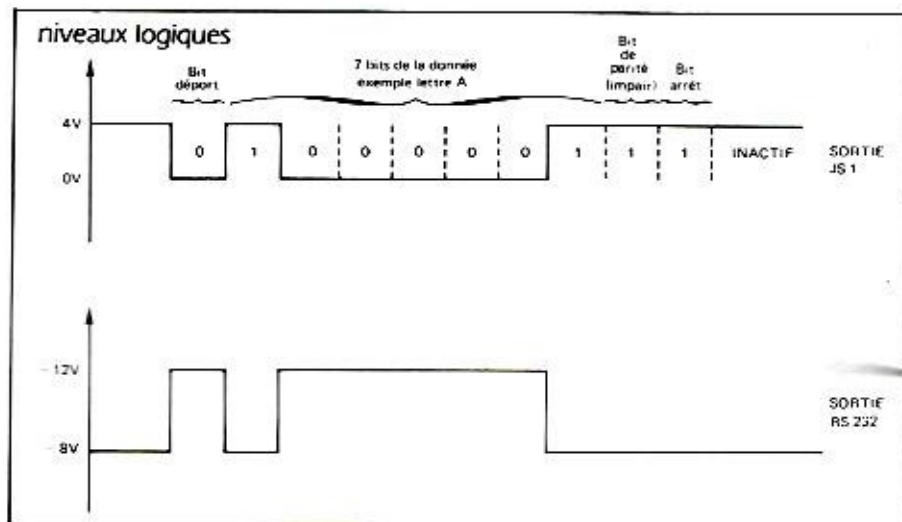 niveaux logiques
Bit
départ
7 bits de la donnée
exemple lettre A
Bit
de
parité
(impair)
Bit
arrêt
4V
0 1 0 0 0 0 0 1 1 1 INACTIF
SORTIE
JS 1
0V
- 12V
- 8V
SORTIE
RS 232